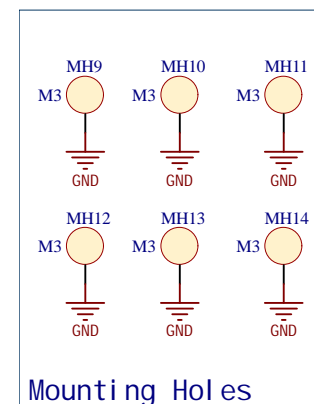 MH9 MH10 MH11
M3 M3 M3
GND GND GND
MH12 MH13 MH14
M3 M3 M3
GND GND GND
Mounting Holes